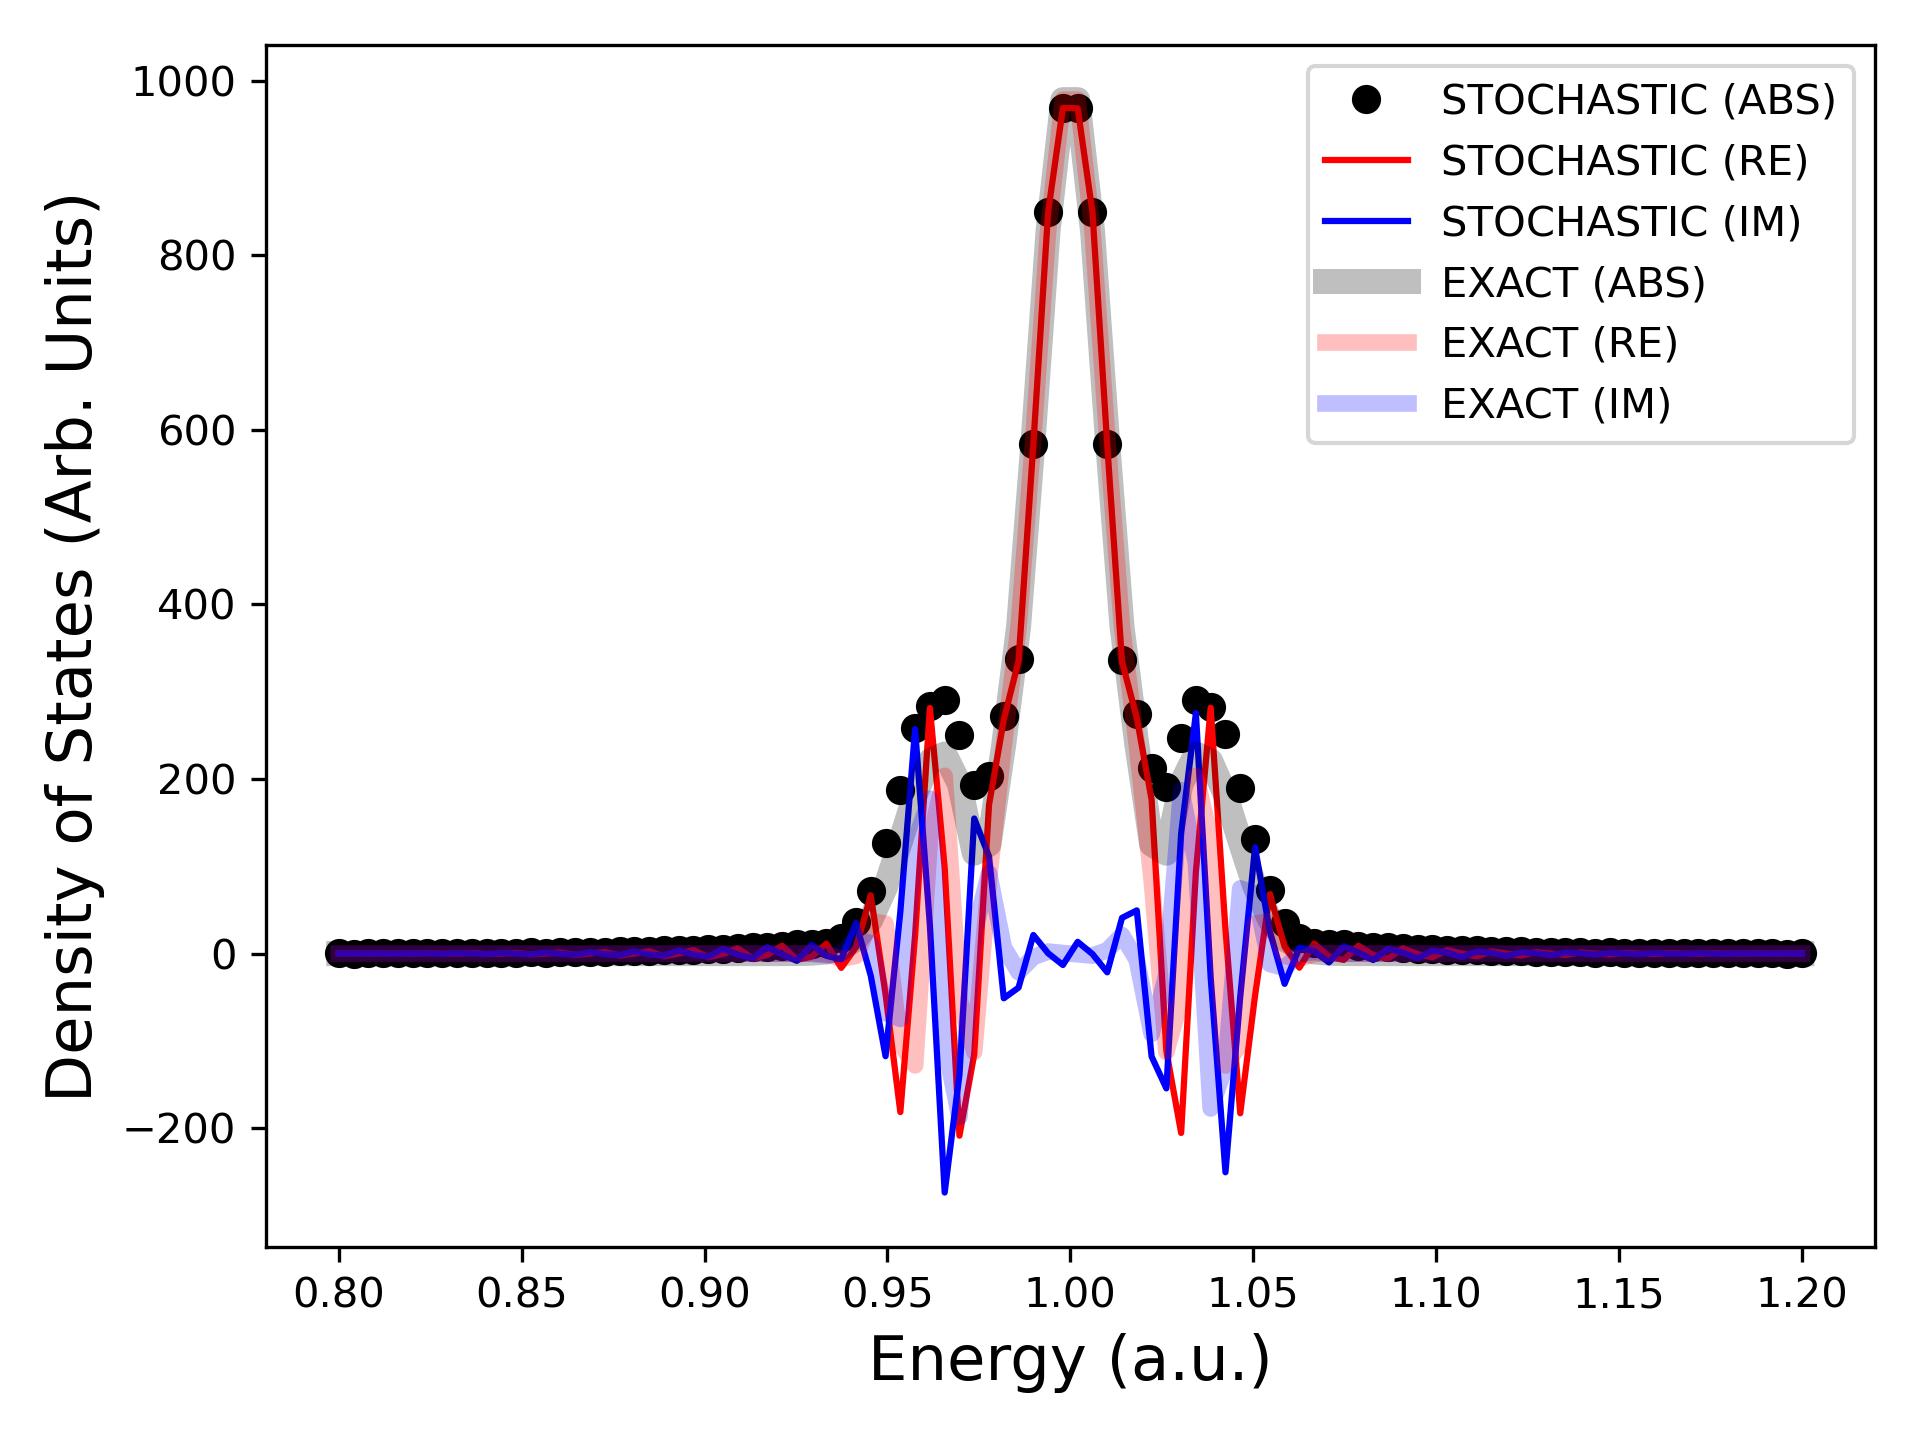 1000
800
600
400
200
0
−200
Density of States (Arb. Units)
STOCHASTIC (ABS)
STOCHASTIC (RE)
STOCHASTIC (IM)
EXACT (ABS)
EXACT (RE)
EXACT (IM)
0.80 0.85 0.90 0.95 1.00 1.05 1.10 1.15 1.20
Energy (a.u.)